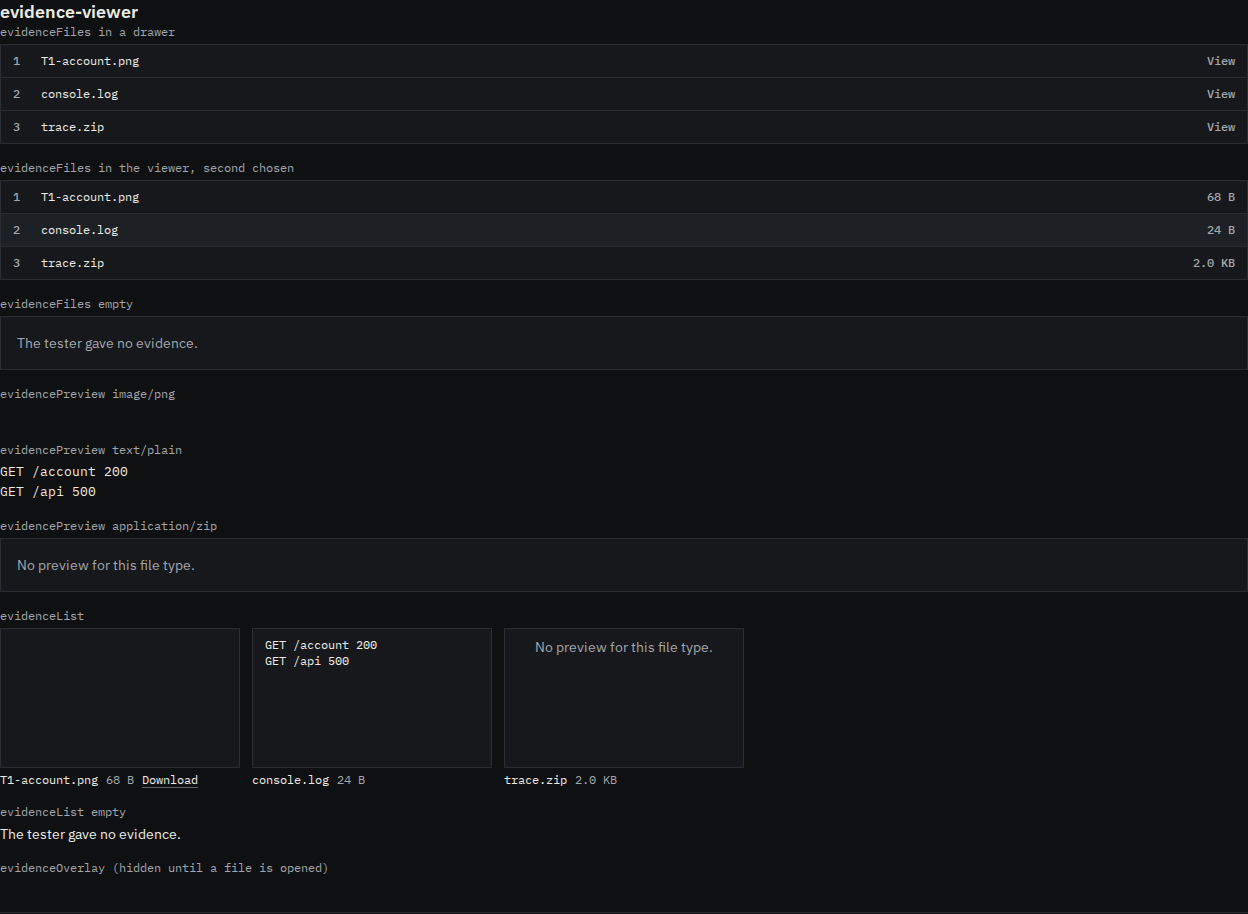 evidence-viewer
evidenceFiles in a drawer
1 T1-account.png View
2 console.log View
3 trace.zip View
evidenceFiles in the viewer, second chosen
1 T1-account.png 68 B
2 console.log 24 B
3 trace.zip 2.0 KB
evidenceFiles empty
The tester gave no evidence.
evidencePreview image/png
evidencePreview text/plain
GET /account 200
GET /api 500
evidencePreview application/zip
No preview for this file type.
evidenceList
GET /account 200
GET /api 500
No preview for this file type.
T1-account.png 68 B Download
console.log 24 B
trace.zip 2.0 KB
evidenceList empty
The tester gave no evidence.
evidenceOverlay (hidden until a file is opened)